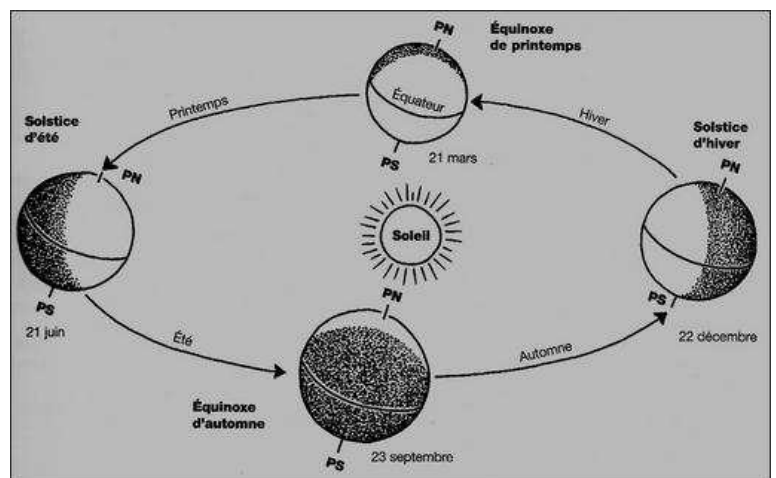 PN
Équinoxe
de printemps
Équateur
PS
21 mars
Printemps
Hiver
Solstice
d'été
PN
PS
21 juin
Solstice
d'hiver
PN
PS
22 décembre
Soleil
Été
Automne
PN
Équinoxe
d'automne
PS
23 septembre